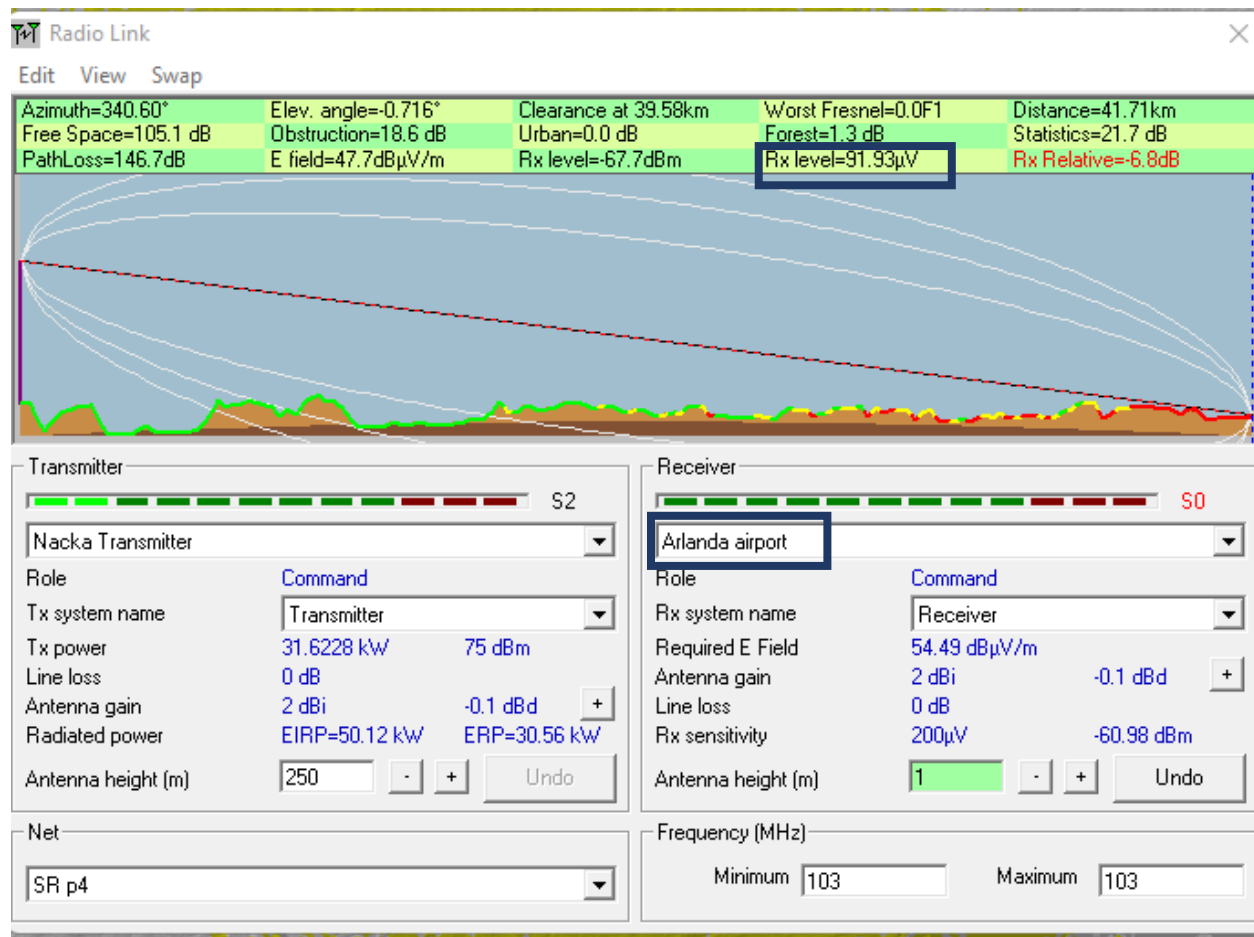 Radio Link
Edit View Swap
Azimuth=340.60° Elev. angle=-0.716° Clearance at 39.58km Worst Fresnel=0.0F1 Distance=41.71km
Free Space=105.1 dB Obstruction=18.6 dB Urban=0.0 dB Forest=1.3 dB Statistics=21.7 dB
PathLoss=146.7dB E field=47.7dBµV/m Rx level=-67.7dBm Rx level=91.93µV Rx Relative=-6.8dB
Transmitter
S2
Nacka Transmitter
Role Command
Tx system name Transmitter
Tx power 31.6228 kW 75 dBm
Line loss 0 dB
Antenna gain 2 dBi -0.1 dBd +
Radiated power EIRP=50.12 kW ERP=30.56 kW
Antenna height (m) 250 - + Undo
Receiver
S0
Arlanda airport
Role Command
Rx system name Receiver
Required E Field 54.49 dBµV/m
Antenna gain 2 dBi -0.1 dBd +
Line loss 0 dB
Rx sensitivity 200µV -60.98 dBm
Antenna height (m) 1 - + Undo
Net
SR p4
Frequency (MHz)
Minimum 103 Maximum 103